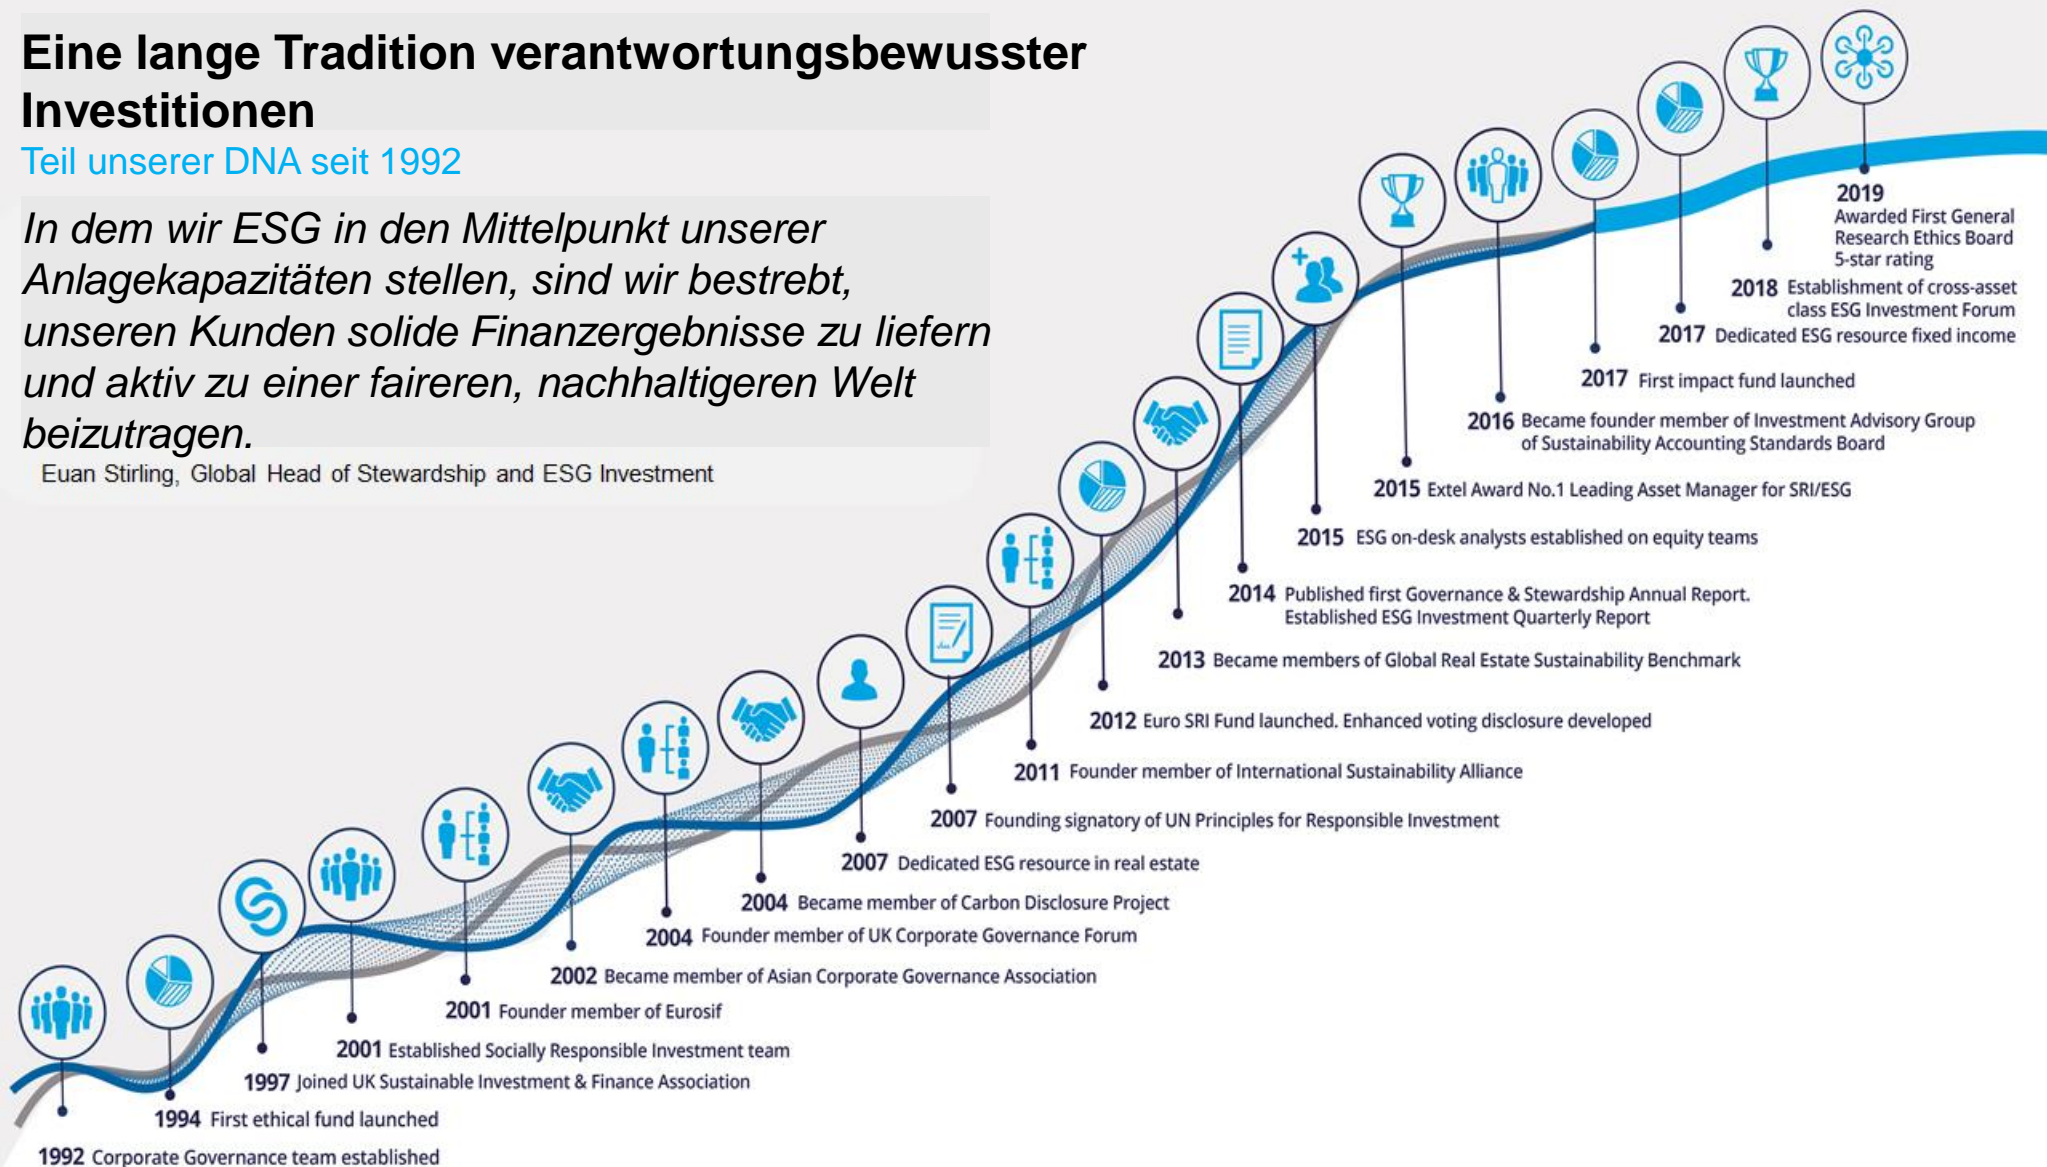 Eine lange Tradition verantwortungsbewusster
Investitionen
Teil unserer DNA seit 1992
In dem wir ESG in den Mittelpunkt unserer
Anlagekapazitäten stellen, sind wir bestrebt,
unseren Kunden solide Finanzergebnisse zu liefern
und aktiv zu einer faireren, nachhaltigeren Welt
beizutragen.
Euan Stirling, Global Head of Stewardship and ESG Investment
2019
Awarded First General
Research Ethics Board
5-star rating
2018 Establishment of cross-asset
class ESG Investment Forum
2017 Dedicated ESG resource fixed income
2017 First impact fund launched
2016 Became founder member of Investment Advisory Group
of Sustainability Accounting Standards Board
2015 Extel Award No.1 Leading Asset Manager for SRI/ESG
2015 ESG on-desk analysts established on equity teams
2014 Published first Governance & Stewardship Annual Report.
Established ESG Investment Quarterly Report
2013 Became members of Global Real Estate Sustainability Benchmark
2012 Euro SRI Fund launched. Enhanced voting disclosure developed
2011 Founder member of International Sustainability Alliance
2007 Founding signatory of UN Principles for Responsible Investment
2007 Dedicated ESG resource in real estate
2004 Became member of Carbon Disclosure Project
2004 Founder member of UK Corporate Governance Forum
2002 Became member of Asian Corporate Governance Association
2001 Founder member of Eurosif
2001 Established Socially Responsible Investment team
1997 Joined UK Sustainable Investment & Finance Association
1994 First ethical fund launched
1992 Corporate Governance team established